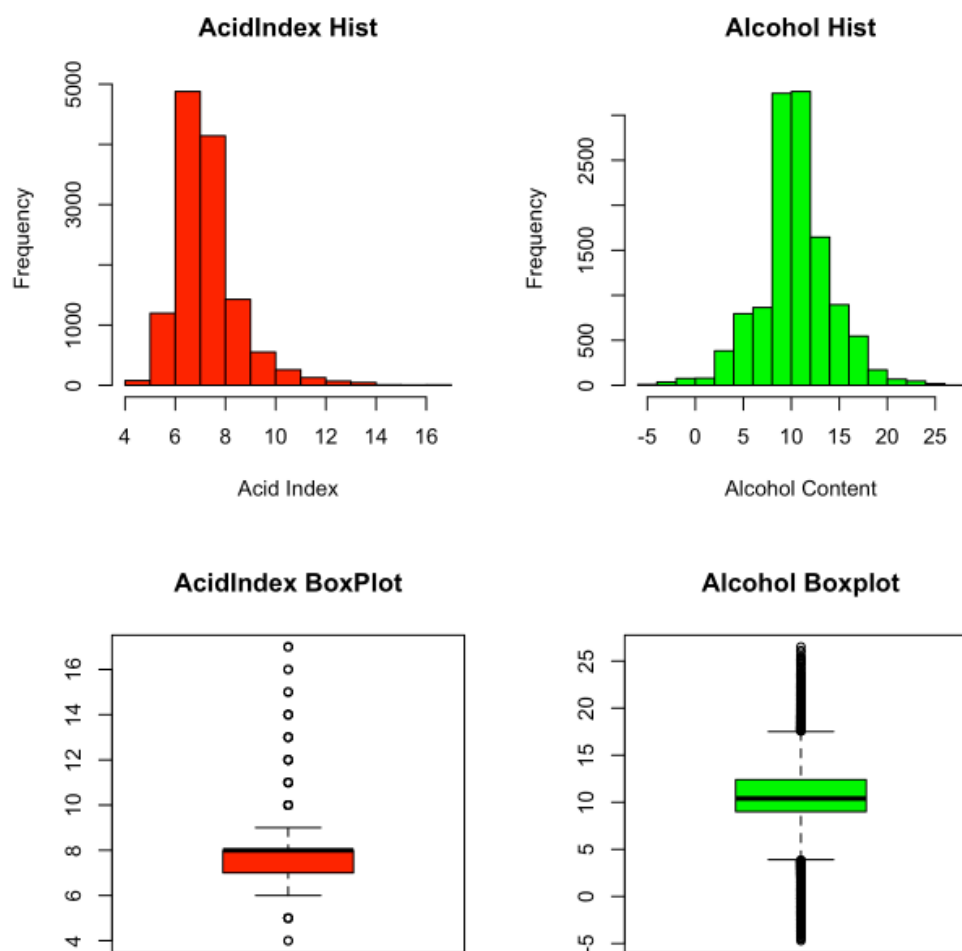 AcidIndex Hist
Frequency
5000
3000
1000
0
4 6 8 10 12 14 16
Acid Index
Alcohol Hist
Frequency
2500
1500
500
0
-5 0 5 10 15 20 25
Alcohol Content
AcidIndex BoxPlot
16
14
12
10
8
6
4
Alcohol Boxplot
25
20
15
10
5
0
-5